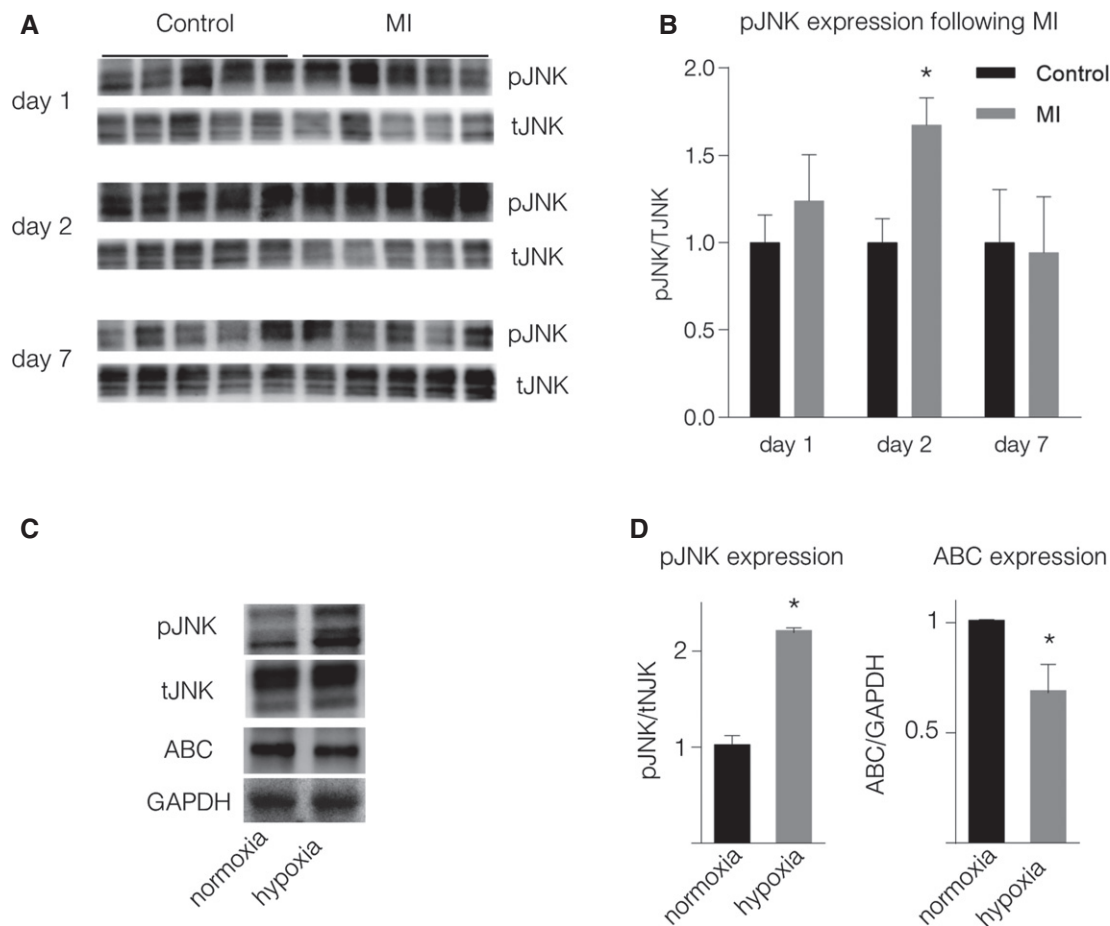 A
Control MI
day 1
pJNK
tJNK
day 2
pJNK
tJNK
day 7
pJNK
tJNK
B
pJNK expression following MI
pJNK/TJNK
2.0
1.5
1.0
0.5
0.0
*
Control
MI
day 1 day 2 day 7
C
pJNK
tJNK
ABC
GAPDH
normoxia hypoxia
D
pJNK expression
pJNK/tNJK
2
1
*
normoxia hypoxia
ABC expression
ABC/GAPDH
1
0.5
*
normoxia hypoxia